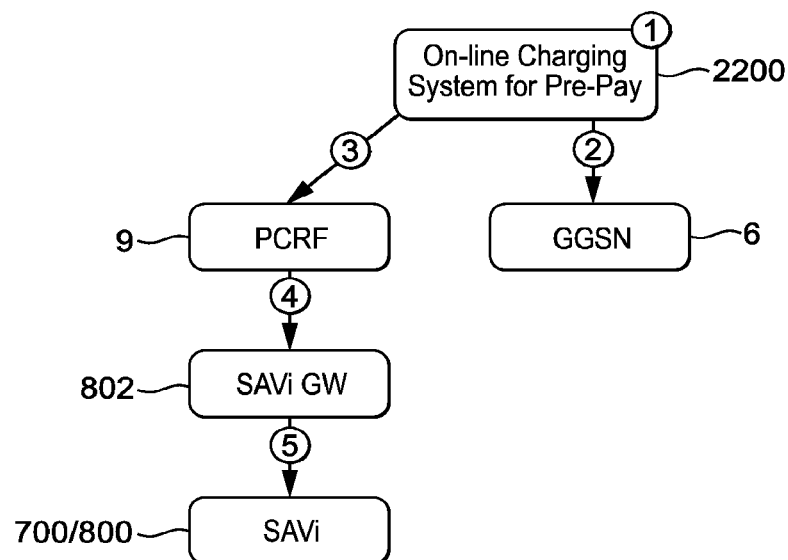 1
On-line Charging
System for Pre-Pay
2200
3
2
9
PCRF
GGSN
6
4
802
SAVi GW
5
700/800
SAVi